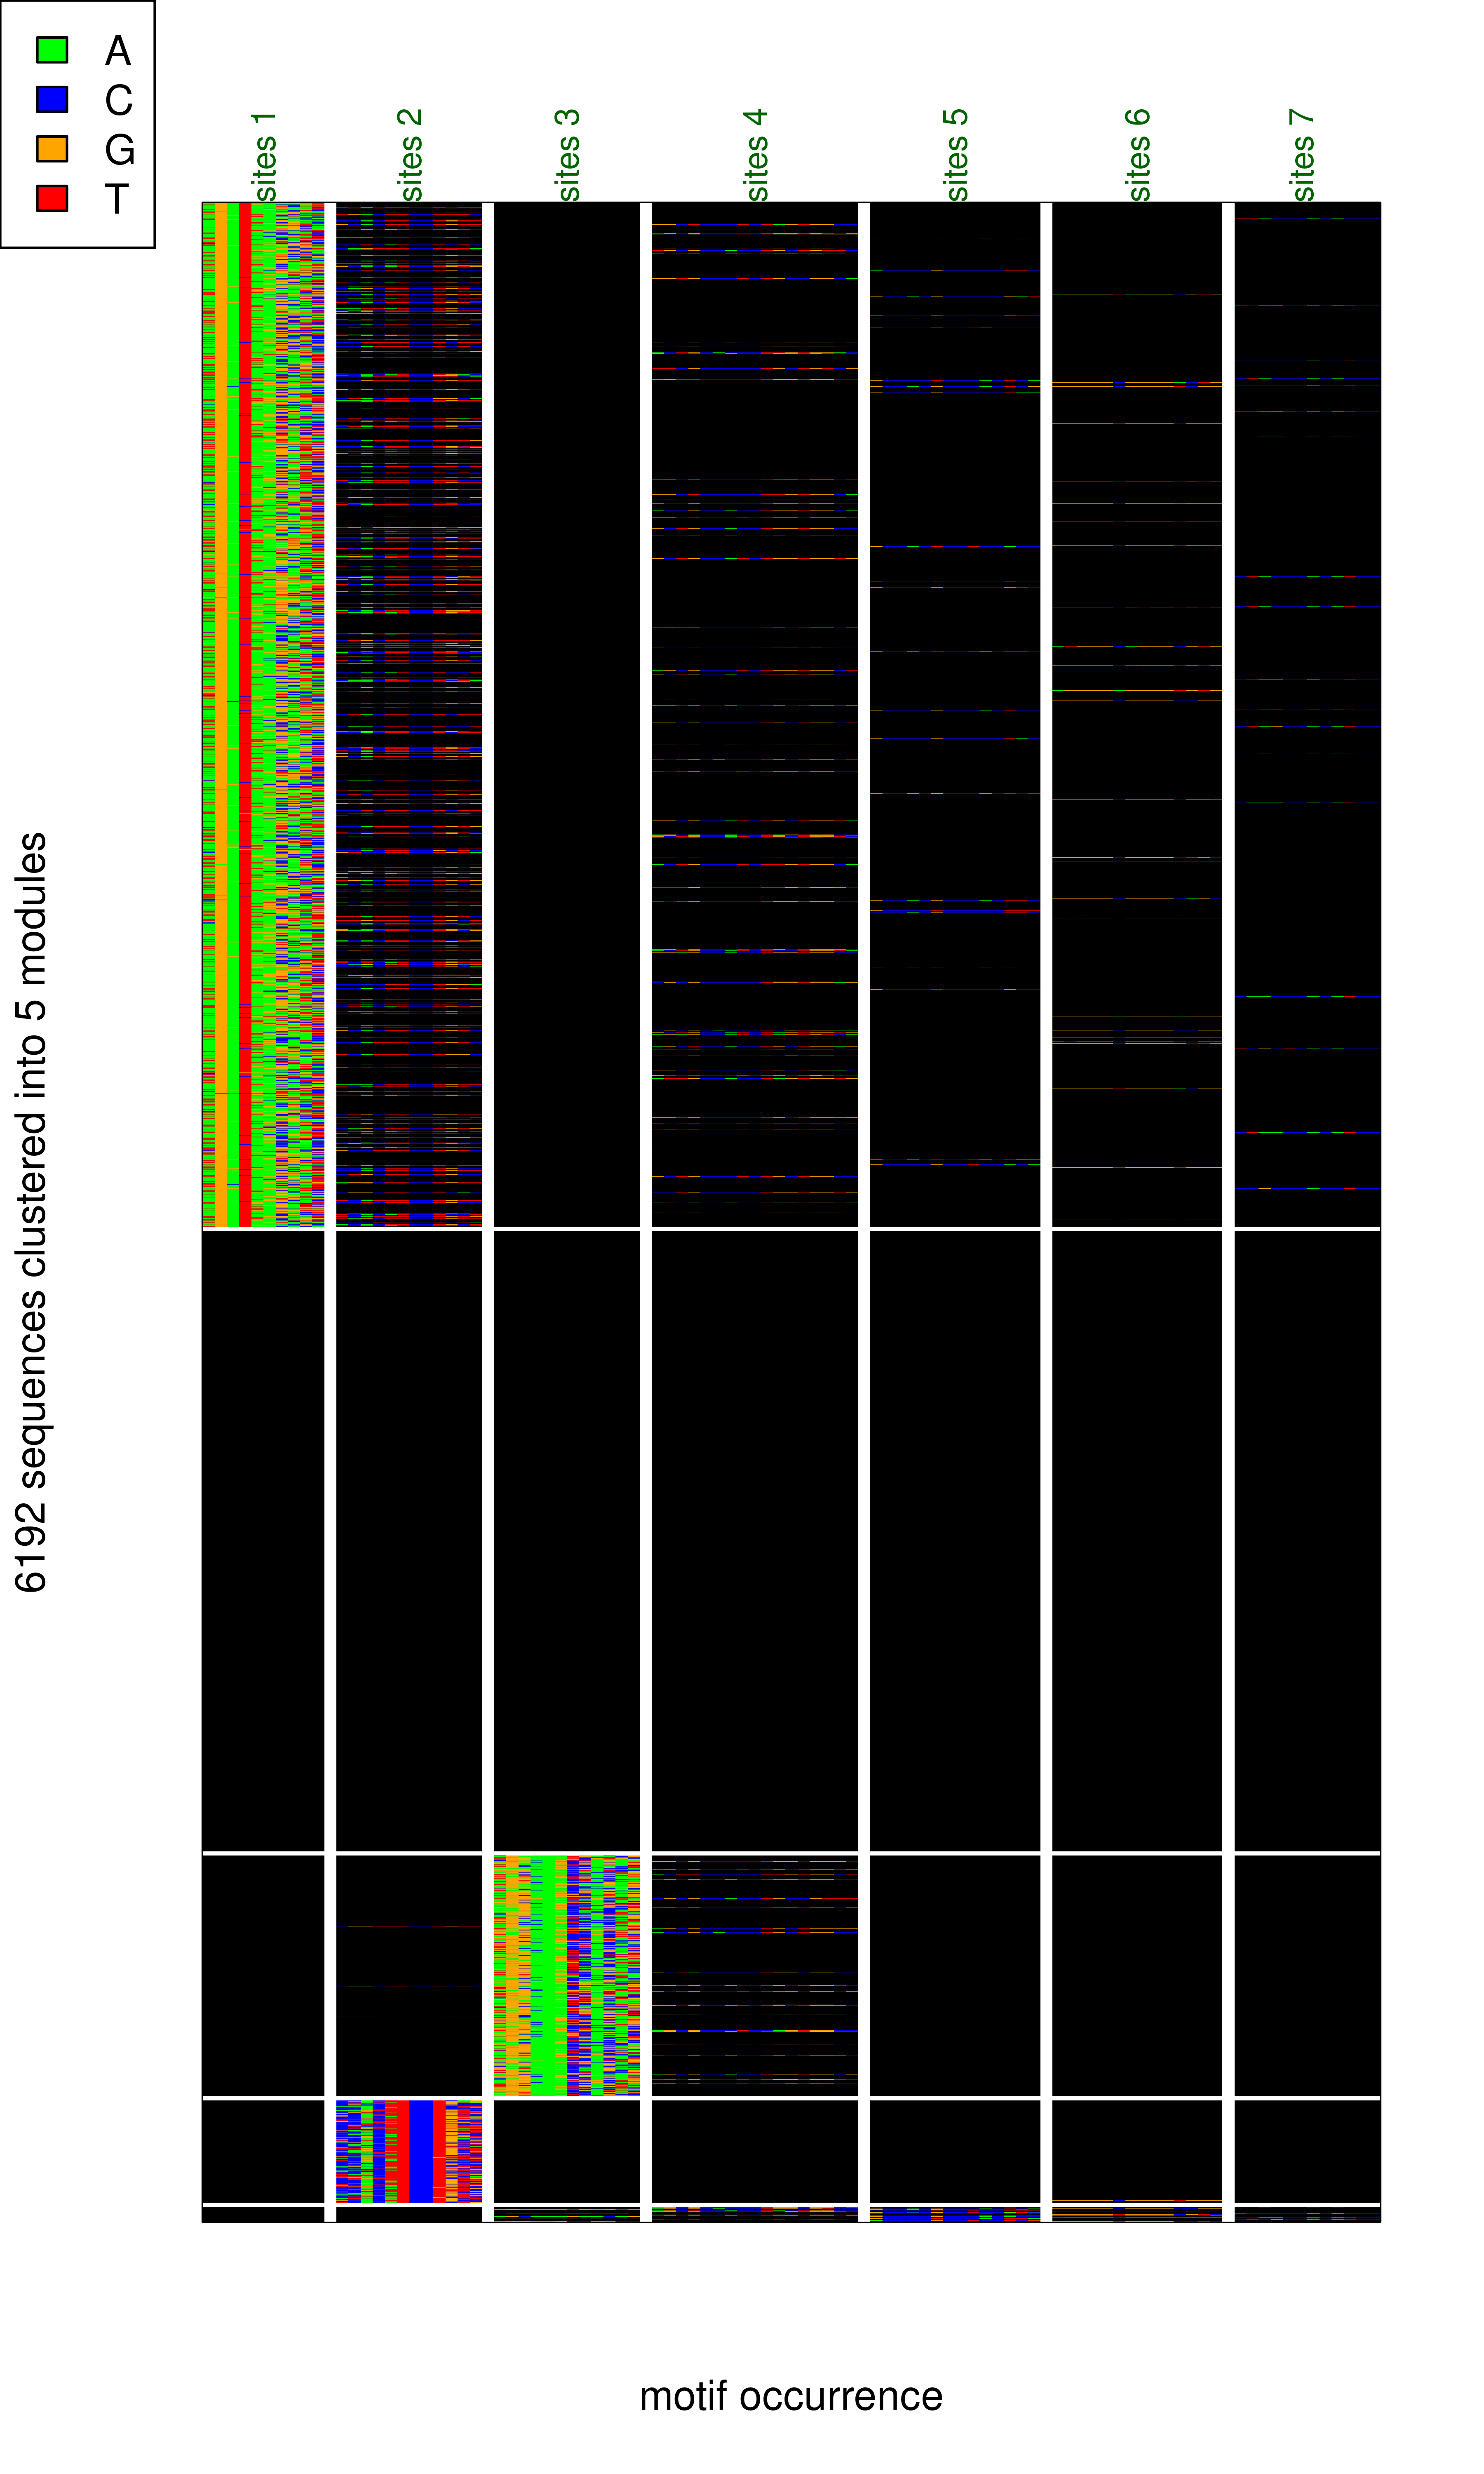 A
C
G
T
sites 1
sites 2
sites 3
sites 4
sites 5
sites 6
sites 7
6192 sequences clustered into 5 modules
motif occurrence